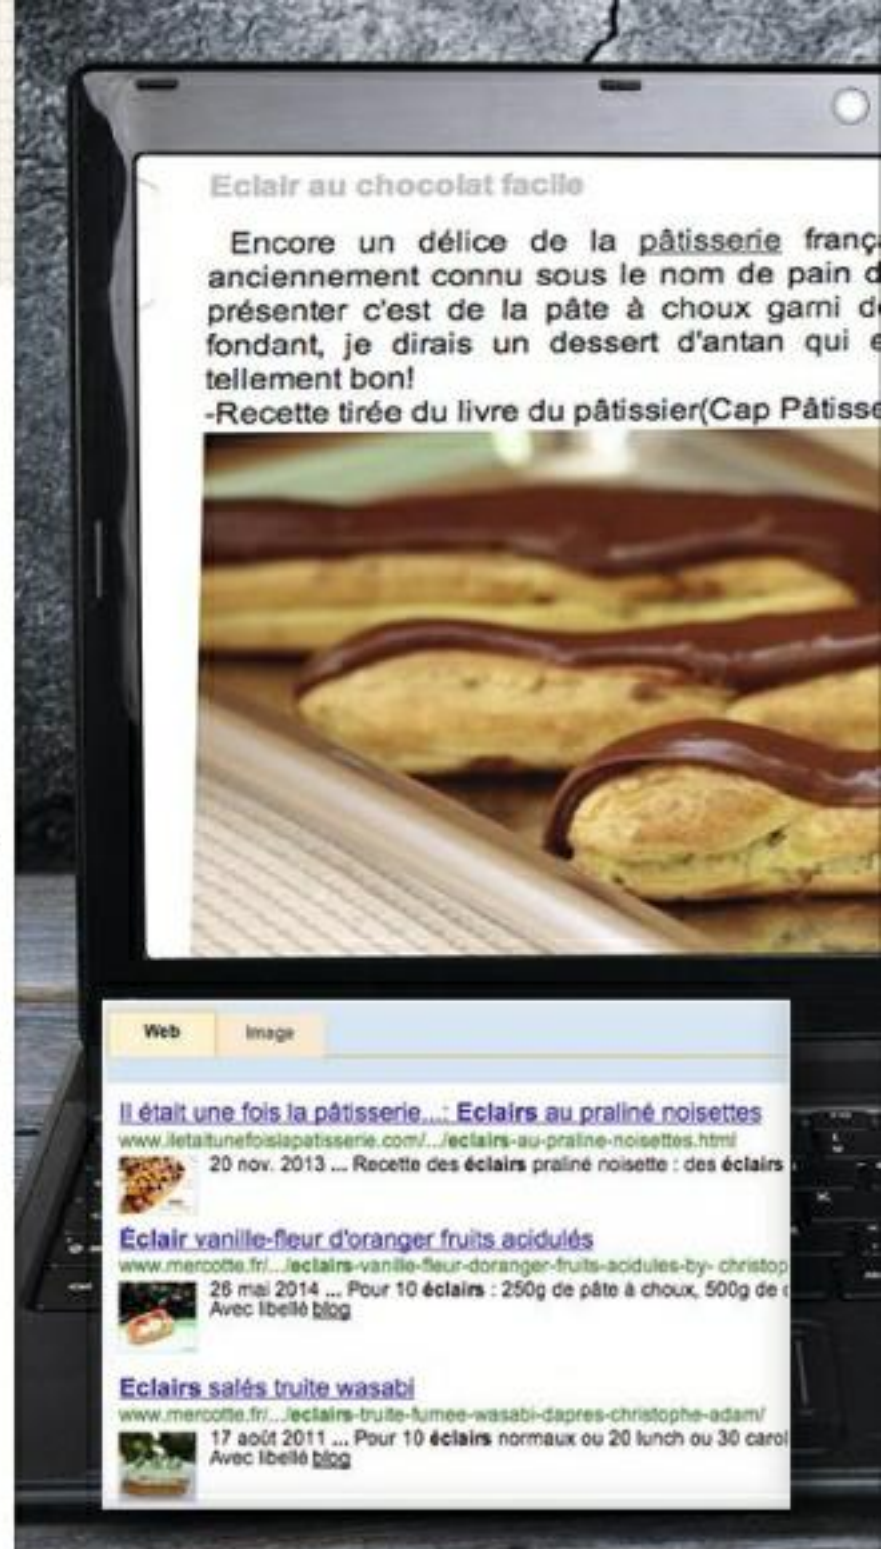 Eclair au chocolat facile
Encore un délice de la pâtisserie frança
anciennement connu sous le nom de pain d
présenter c'est de la pâte à choux garni de
fondant, je dirais un dessert d'antan qui e
tellement bon!
-Recette tirée du livre du pâtissier(Cap Pâtisse
Web Image
Il était une fois la pâtisserie...: Eclairs au praliné noisettes
www.iletaitunefoislapatisserie.com/.../eclairs-au-praline-noisettes.html
20 nov. 2013 ... Recette des éclairs praliné noisette : des éclairs
Éclair vanille-fleur d'oranger fruits acidulés
www.mercotte.fr/.../eclairs-vanille-fleur-doranger-fruits-acidules-by- christop
26 mai 2014 ... Pour 10 éclairs : 250g de pâte à choux, 500g de
Avec libellé blog
Eclairs salés truite wasabi
www.mercotte.fr/.../eclairs-truite-fumee-wasabi-dapres-christophe-adam/
17 août 2011 ... Pour 10 éclairs normaux ou 20 lunch ou 30 carol
Avec libellé blog